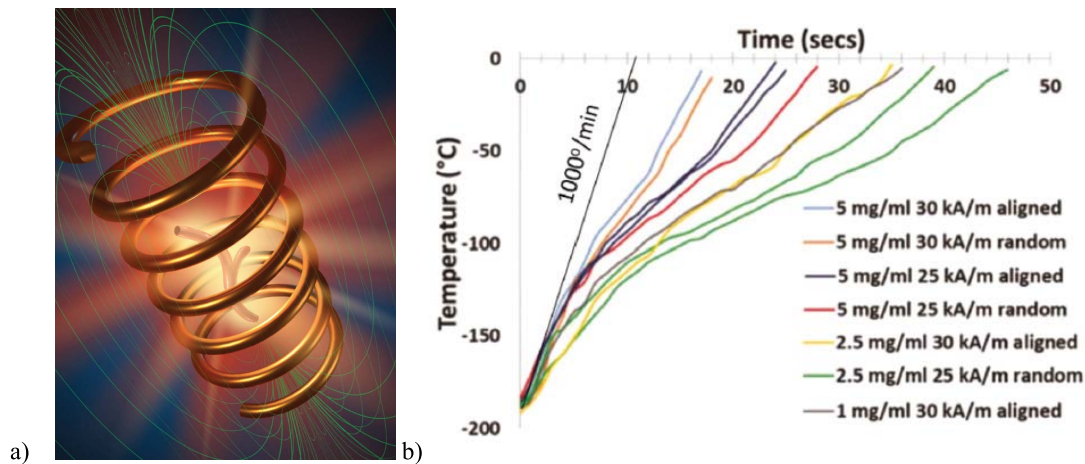 Time (secs)
0
0
10
20
30
40
50
1000°/min
-50
-100
-150
-200
Temperature (°C)
5 mg/ml 30 kA/m aligned
5 mg/ml 30 kA/m random
5 mg/ml 25 kA/m aligned
5 mg/ml 25 kA/m random
2.5 mg/ml 30 kA/m aligned
2.5 mg/ml 25 kA/m random
1 mg/ml 30 kA/m aligned
a)
b)